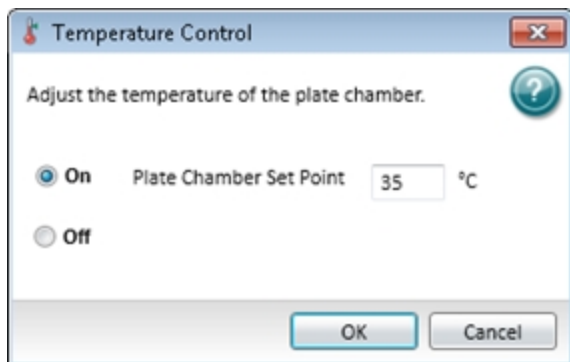 Temperature Control
Adjust the temperature of the plate chamber.
?
On Plate Chamber Set Point 35 °C
Off
OK Cancel